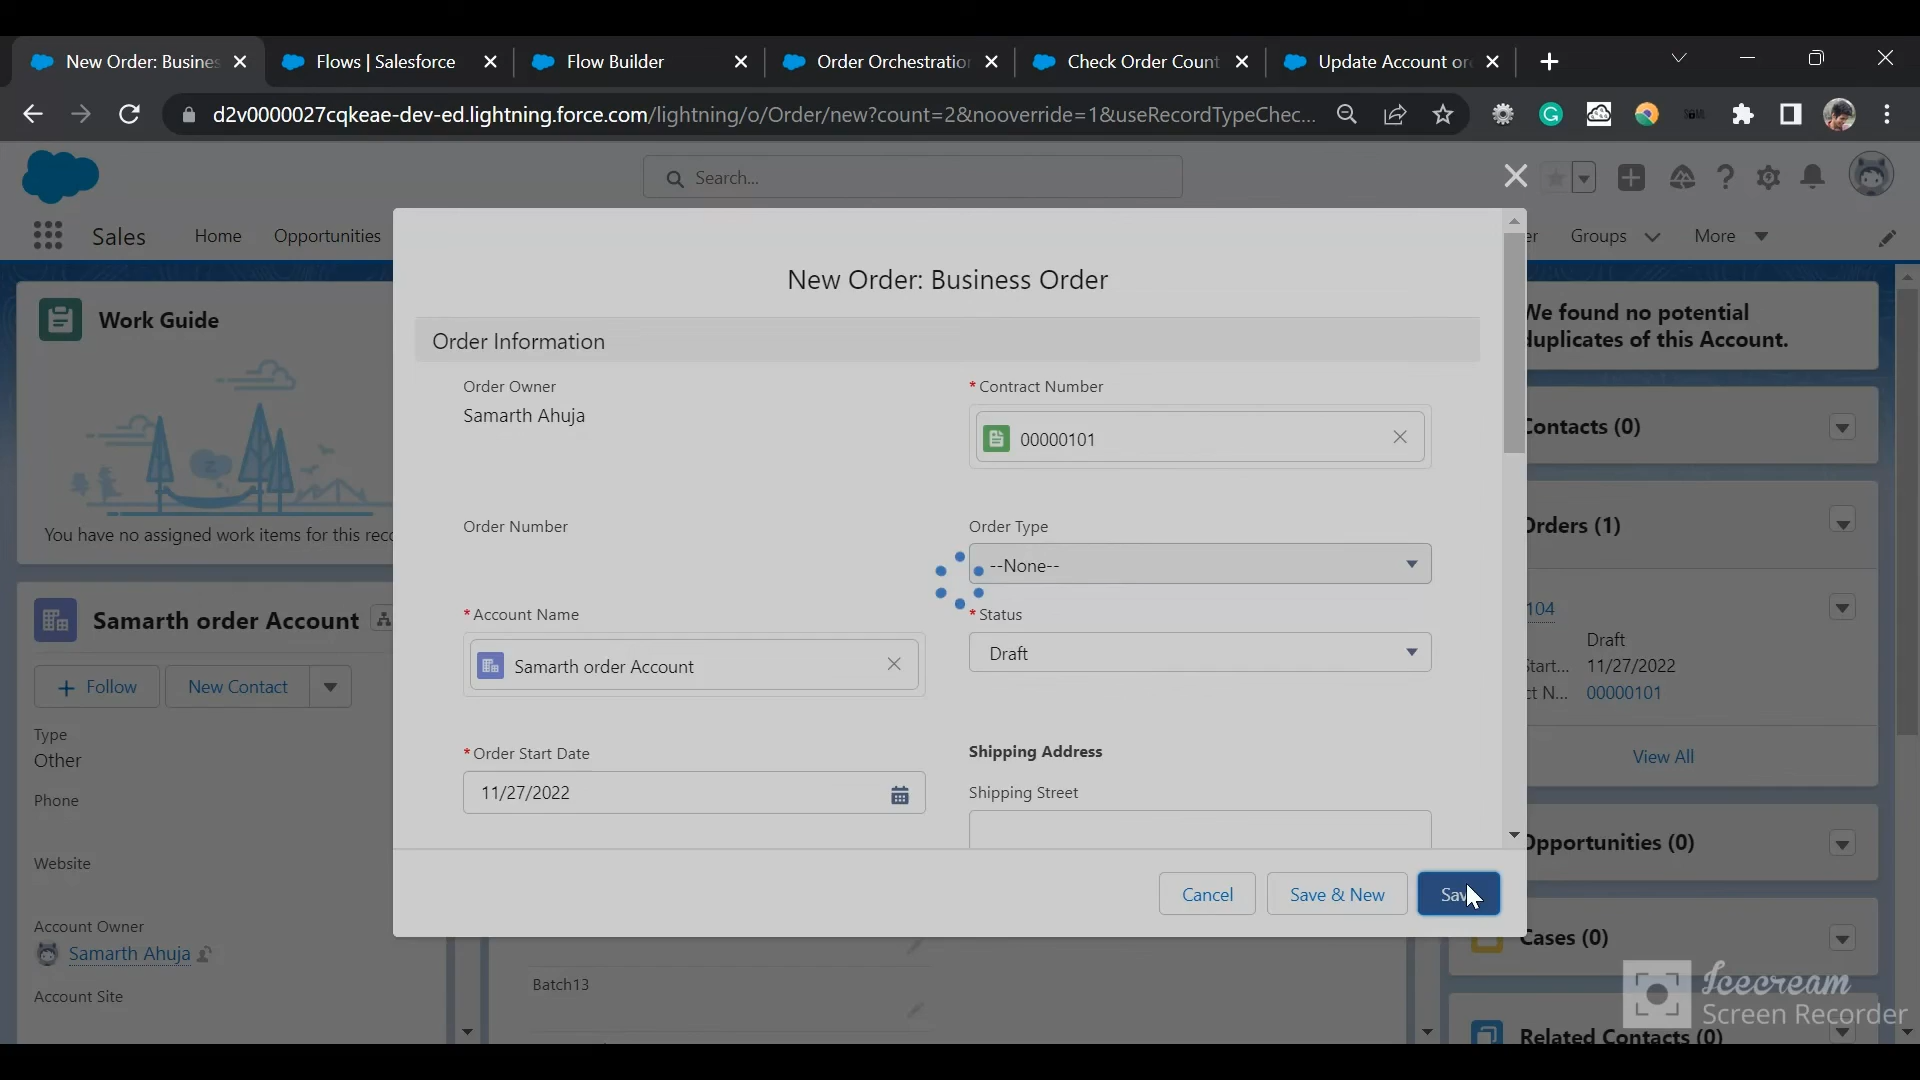 New Order: Busines
Flows | Salesforce
Flow Builder
Order Orchestration
Check Order Count
Update Account or
d2v0000027cqkeae-dev-ed.lightning.force.com/lightning/o/Order/new?count=2&nooverride=1&useRecordTypeChec...
Search...
Sales
Home
Opportunities
er
Groups
More
Work Guide
You have no assigned work items for this rec
Samarth order Account
Follow
New Contact
Type
Other
Phone
Website
Account Owner
Samarth Ahuja
Account Site
New Order: Business Order
Order Information
Order Owner
Samarth Ahuja
* Contract Number
00000101
Order Number
Order Type
--None--
* Account Name
Samarth order Account
* Status
Draft
* Order Start Date
11/27/2022
Shipping Address
Shipping Street
Cancel
Save & New
Sav
Batch13
We found no potential
duplicates of this Account.
Contacts (0)
Orders (1)
104
Draft
Start...
11/27/2022
ct N...
00000101
View All
Opportunities (0)
Cases (0)
Related Contacts (0)
Icecream
Screen Recorder